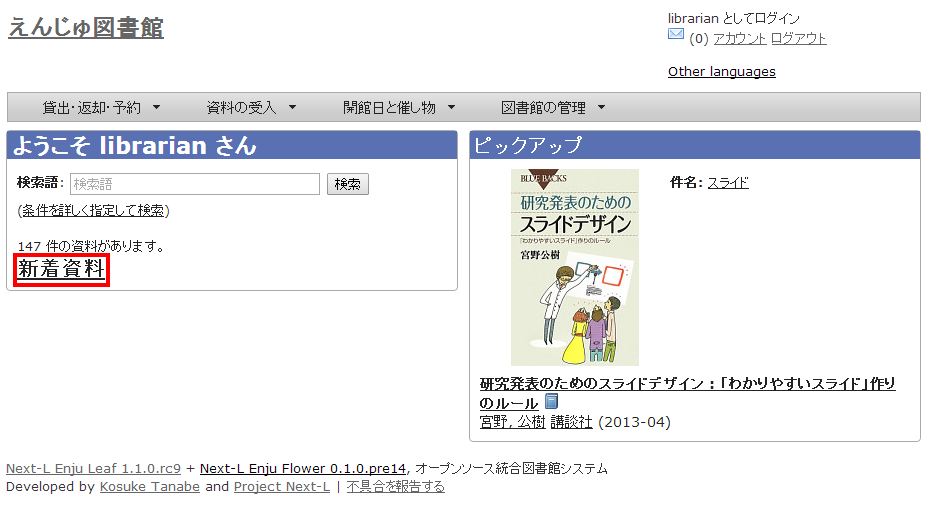 えんじゅ図書館
librarian としてログイン
(0) アカウント ログアウト
Other languages
貸出・返却・予約 ▼ 資料の受入 ▼ 開館日と催し物 ▼ 図書館の管理 ▼
ようこそ librarian さん
検索語: 検索語 検索
(条件を詳しく指定して検索)
147 件の資料があります。
新着資料
ピックアップ
BLUE BACKS
研究発表のための
スライドデザイン
「わかりやすいスライド」作りのルール
宮野公樹
件名: スライド
研究発表のためのスライドデザイン : 「わかりやすいスライド」作り
のルール
宮野, 公樹 講談社 (2013-04)
Next-L Enju Leaf 1.1.0.rc9 + Next-L Enju Flower 0.1.0.pre14, オープンソース統合図書館システム
Developed by Kosuke Tanabe and Project Next-L | 不具合を報告する